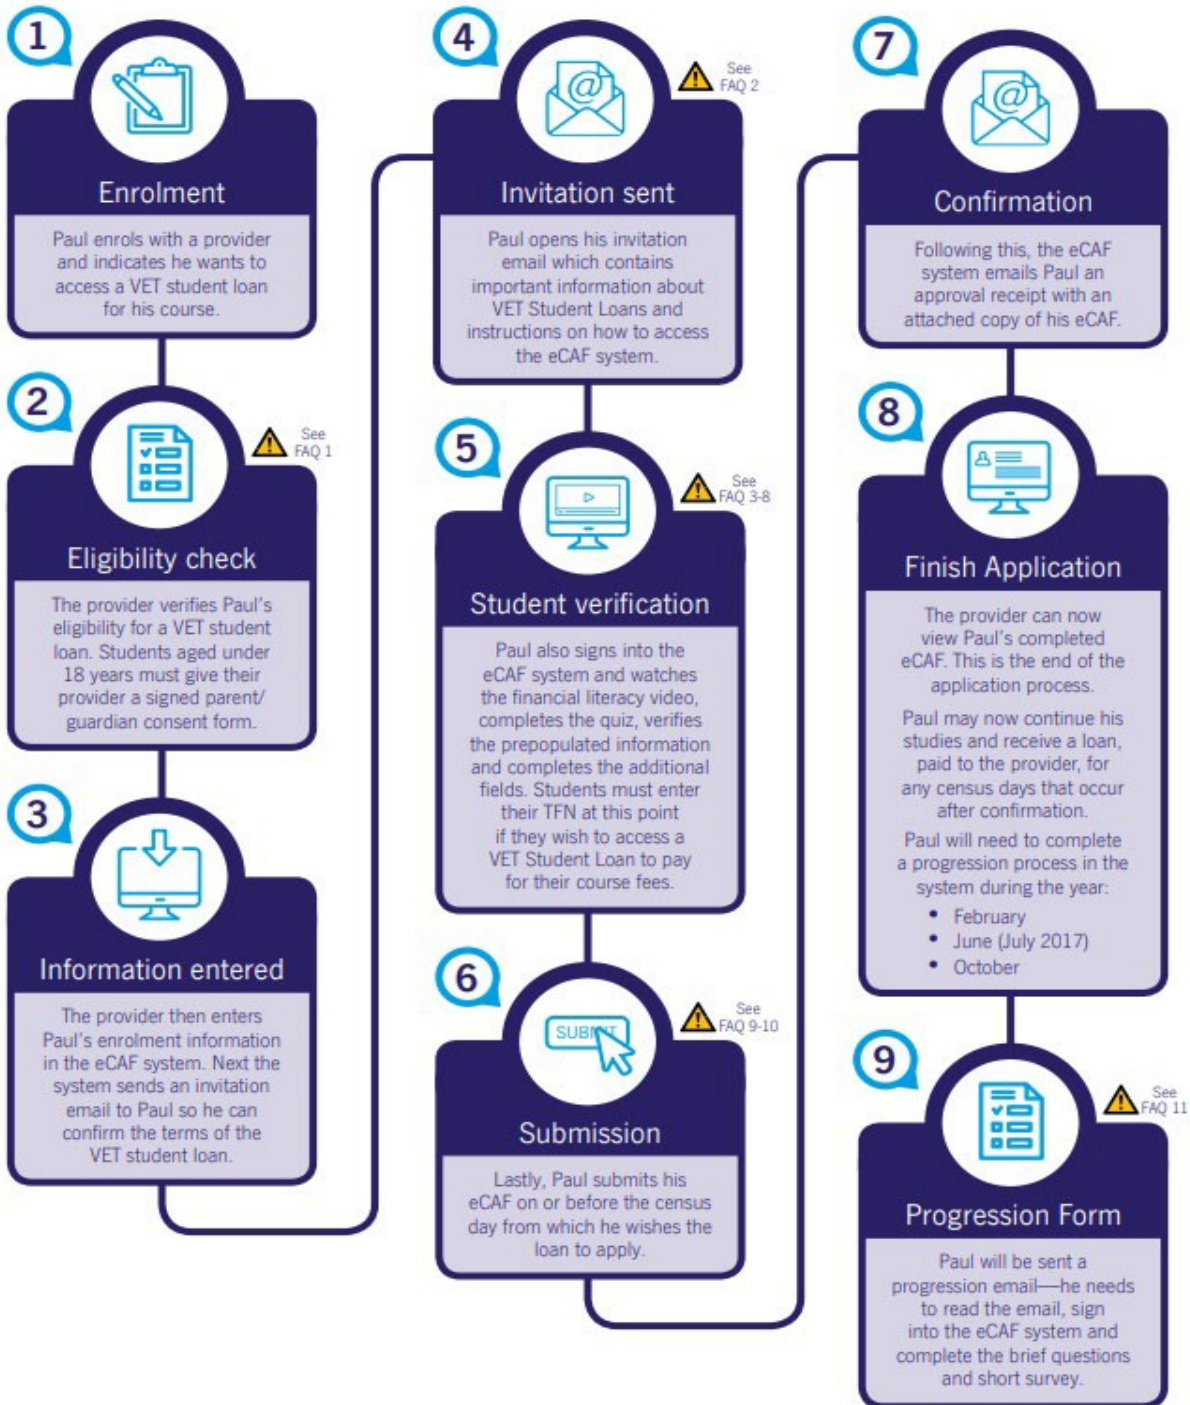 1
Enrolment
Paul enrols with a provider
and indicates he wants to
access a VET student loan
for his course.
2
See
FAQ 1
Eligibility check
The provider verifies Paul's
eligibility for a VET student
loan. Students aged under
18 years must give their
provider a signed parent/
guardian consent form.
3
Information entered
The provider then enters
Paul's enrolment information
in the eCAF system. Next the
system sends an invitation
email to Paul so he can
confirm the terms of the
VET student loan.
4
@
See
FAQ 2
Invitation sent
Paul opens his invitation
email which contains
important information about
VET Student Loans and
instructions on how to access
the eCAF system.
5
See
FAQ 3-8
Student verification
Paul also signs into the
eCAF system and watches
the financial literacy video,
completes the quiz, verifies
the prepopulated information
and completes the additional
fields. Students must enter
their TFN at this point
if they wish to access a
VET Student Loan to pay
for their course fees.
6
SUBMIT
See
FAQ 9-10
Submission
Lastly, Paul submits his
eCAF on or before the census
day from which he wishes the
loan to apply.
7
@
Confirmation
Following this, the eCAF
system emails Paul an
approval receipt with an
attached copy of his eCAF.
8
Finish Application
The provider can now
view Paul's completed
eCAF. This is the end of the
application process.
Paul may now continue his
studies and receive a loan,
paid to the provider, for
any census days that occur
after confirmation.
Paul will need to complete
a progression process in the
system during the year:
• February
• June (July 2017)
• October
9
See
FAQ 11
Progression Form
Paul will be sent a
progression email—he needs
to read the email, sign
into the eCAF system and
complete the brief questions
and short survey.